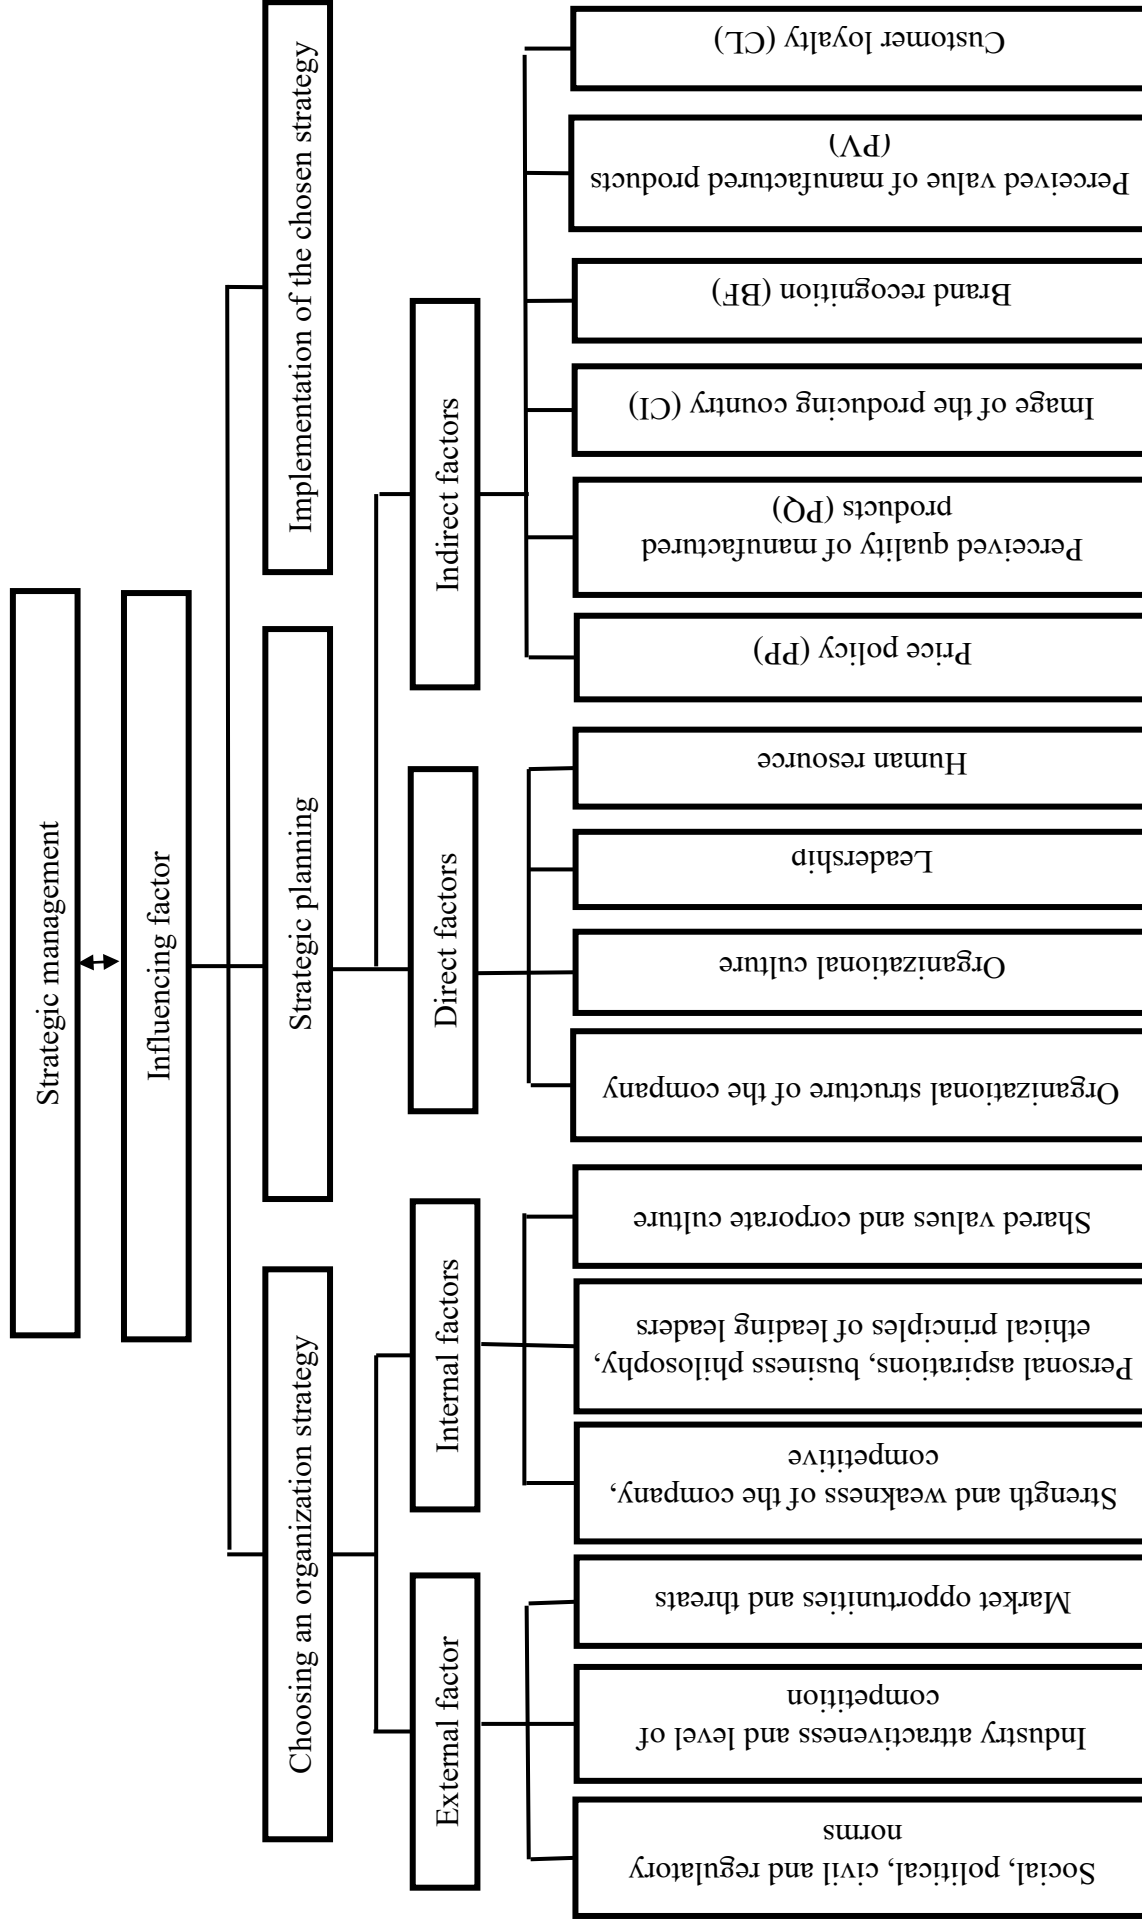 Strategic management
Influencing factor
Choosing an organization strategy
Strategic planning
Implementation of the chosen strategy
External factor
Internal factors
Direct factors
Indirect factors
Social, political, civil and regulatory
norms
Industry attractiveness and level of
competition
Market opportunities and threats
Strength and weakness of the company,
competitive
Personal aspirations, business philosophy,
ethical principles of leading leaders
Shared values and corporate culture
Organizational structure of the company
Organizational culture
Leadership
Human resource
Price policy (PP)
Perceived quality of manufactured
products (PQ)
Image of the producing country (CI)
Brand recognition (BF)
Perceived value of manufactured products
(PV)
Customer loyalty (CL)